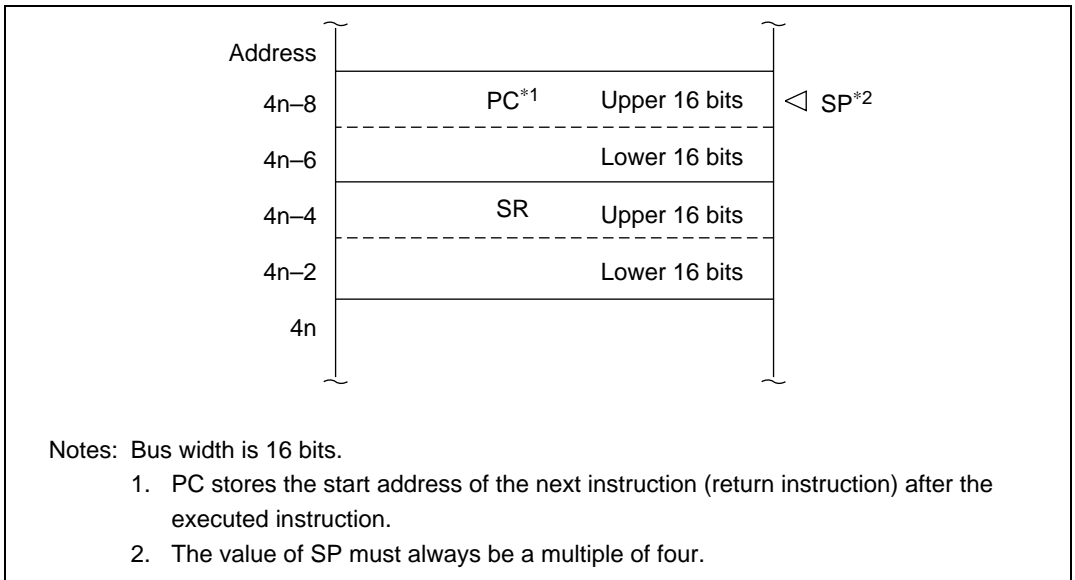 Address
4n–8 PC*1 Upper 16 bits ◁ SP*2
4n–6 Lower 16 bits
4n–4 SR Upper 16 bits
4n–2 Lower 16 bits
4n
Notes: Bus width is 16 bits.
1. PC stores the start address of the next instruction (return instruction) after the
executed instruction.
2. The value of SP must always be a multiple of four.